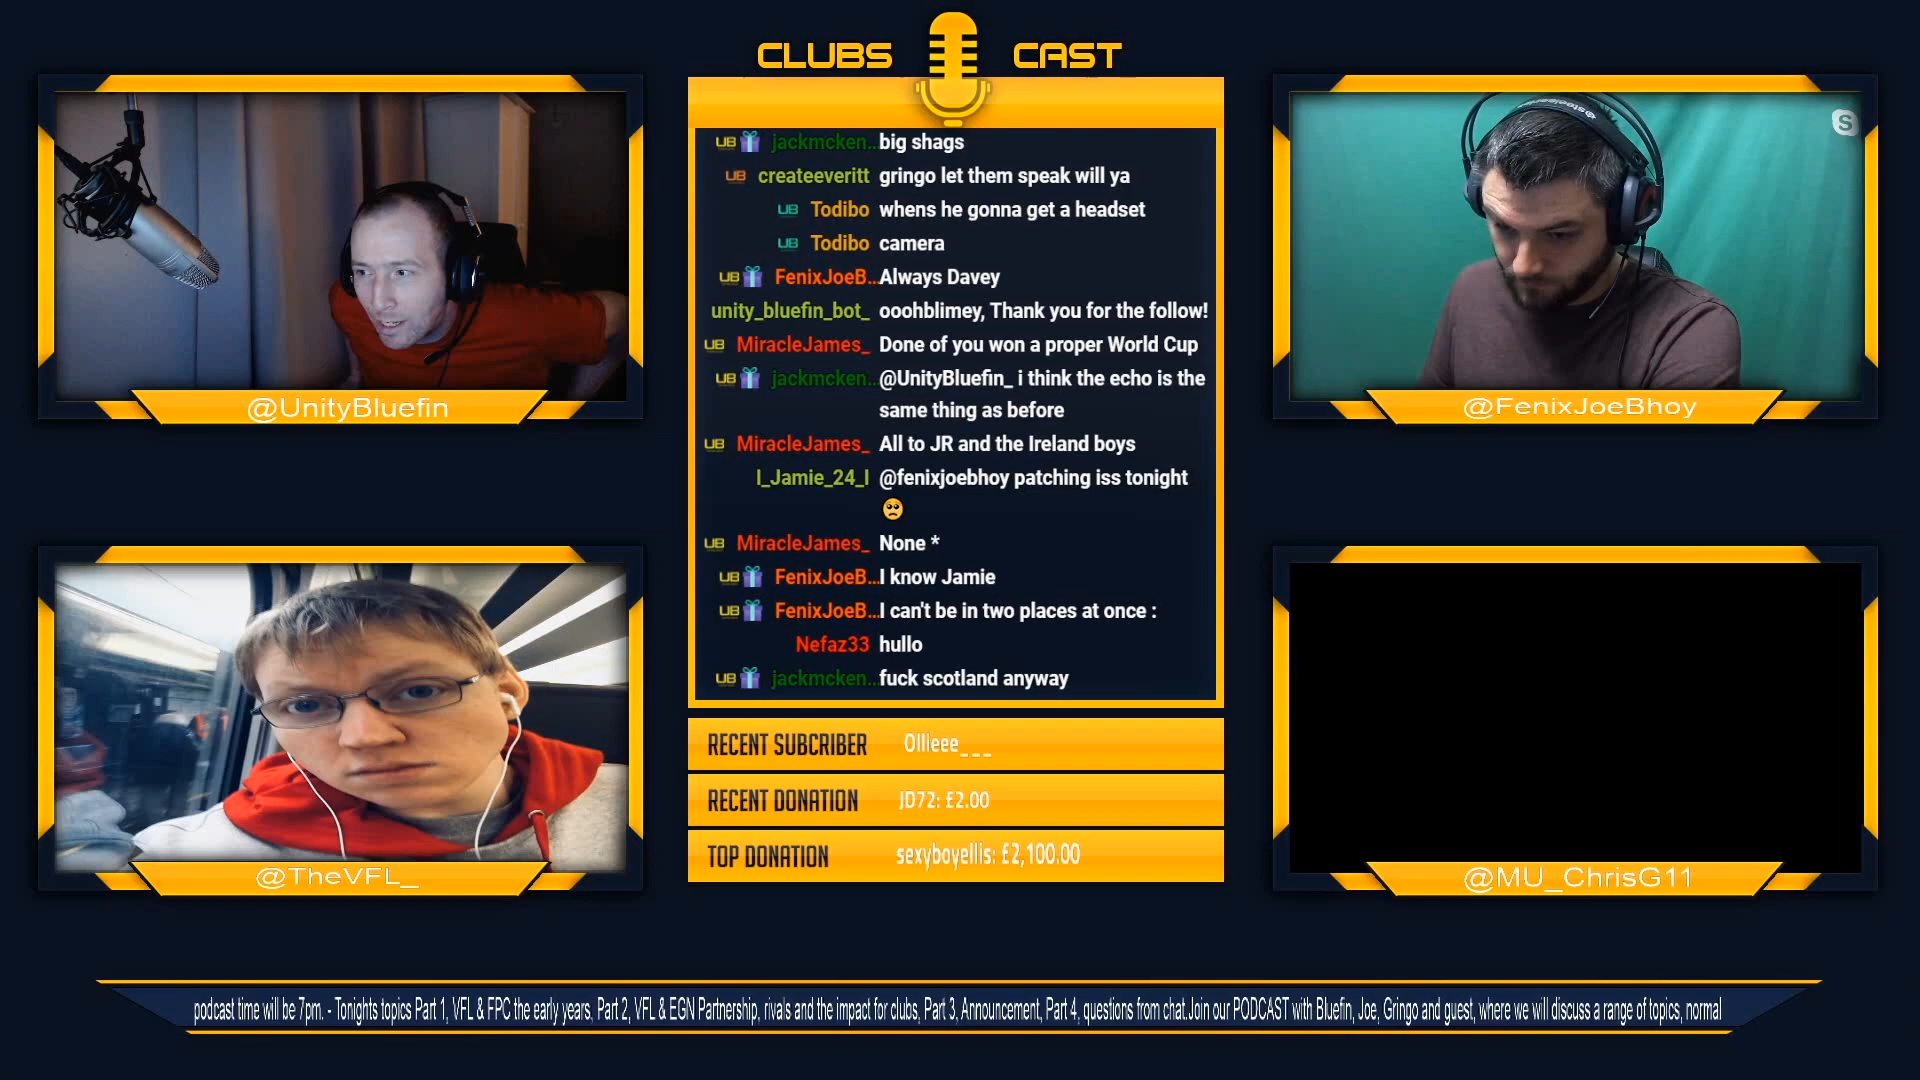 CLUBS CAST
UB jackmcken... big shags
UB createeveritt gringo let them speak will ya
UB Todibo whens he gonna get a headset
UB Todibo camera
UB FenixJoeB... Always Davey
unity_bluefin_bot_ ooohblimey, Thank you for the follow!
UB MiracleJames_ Done of you won a proper World Cup
UB jackmcken... @UnityBluefin_ i think the echo is the
same thing as before
UB MiracleJames_ All to JR and the Ireland boys
I_Jamie_24_I @fenixjoebhoy patching iss tonight
🥺
UB MiracleJames_ None *
UB FenixJoeB... I know Jamie
UB FenixJoeB... I can't be in two places at once :
Nefaz33 hullo
UB jackmcken... fuck scotland anyway
RECENT SUBCRIBER Ollieee___
RECENT DONATION JD72: £2.00
TOP DONATION sexyboyellis: £2,100.00
@UnityBluefin
steelseries
S
@FenixJoeBhoy
@TheVFL_
@MU_ChrisG11
podcast time will be 7pm. - Tonights topics Part 1, VFL & FPC the early years, Part 2, VFL & EGN Partnership, rivals and the impact for clubs, Part 3, Announcement, Part 4, questions from chat.Join our PODCAST with Bluefin, Joe, Gringo and guest, where we will discuss a range of topics, normal